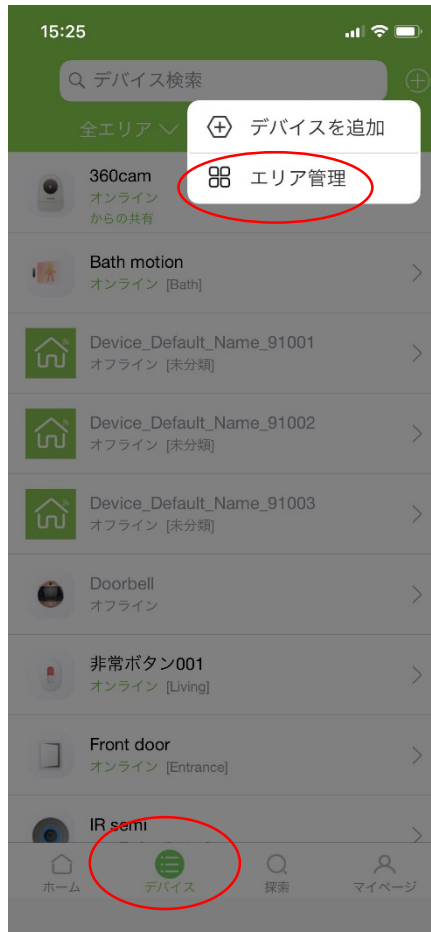 15:25
デバイス検索
全エリア
デバイスを追加
エリア管理
360cam
オンライン
からの共有
Bath motion
オンライン [Bath]
Device_Default_Name_91001
オフライン [未分類]
Device_Default_Name_91002
オフライン [未分類]
Device_Default_Name_91003
オフライン [未分類]
Doorbell
オフライン
非常ボタン001
オンライン [Living]
Front door
オンライン [Entrance]
IR semi
ホーム
デバイス
探索
マイページ